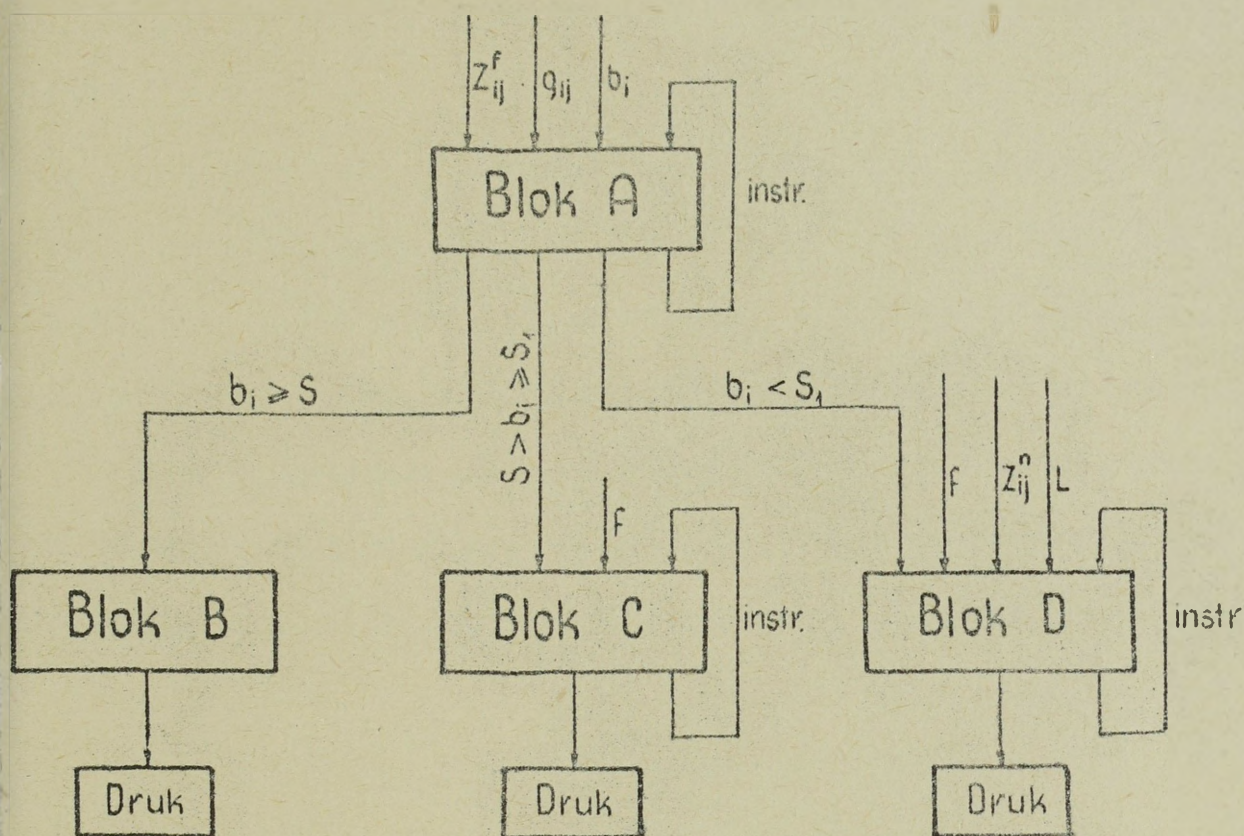 Z^f_ij g_ij b_i
Blok A
instr.
b_i ⩾ S
S > b_i ⩾ S_1
b_i < S_1
f
f
Z^n_ij
L
Blok B
Blok C
instr.
Blok D
instr
Druk
Druk
Druk